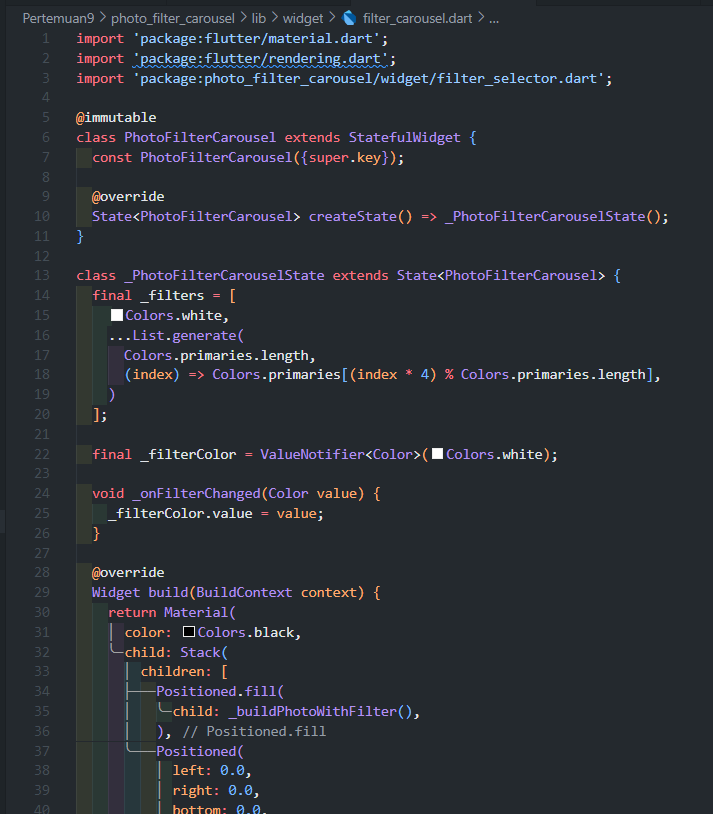 Pertemuan9 > photo_filter_carousel > lib > widget > filter_carousel.dart > ...
1 import 'package:flutter/material.dart';
2 import 'package:flutter/rendering.dart';
3 import 'package:photo_filter_carousel/widget/filter_selector.dart';
4
5 @immutable
6 class PhotoFilterCarousel extends StatefulWidget {
7   const PhotoFilterCarousel({super.key});
8
9   @override
10   State<PhotoFilterCarousel> createState() => _PhotoFilterCarouselState();
11 }
12
13 class _PhotoFilterCarouselState extends State<PhotoFilterCarousel> {
14   final _filters = [
15     Colors.white,
16     ...List.generate(
17       Colors.primaries.length,
18       (index) => Colors.primaries[(index * 4) % Colors.primaries.length],
19     )
20   ];
21
22   final _filterColor = ValueNotifier<Color>(Colors.white);
23
24   void _onFilterChanged(Color value) {
25     _filterColor.value = value;
26   }
27
28   @override
29   Widget build(BuildContext context) {
30     return Material(
31       color: Colors.black,
32       child: Stack(
33         children: [
34           Positioned.fill(
35             child: _buildPhotoWithFilter(),
36           ), // Positioned.fill
37           Positioned(
38             left: 0.0,
39             right: 0.0,
40             bottom: 0.0,